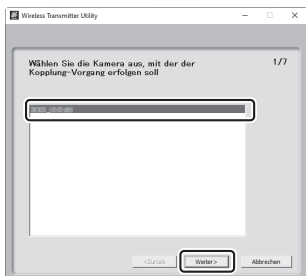 Wireless Transmitter Utility
Wählen Sie die Kamera aus, mit der der
Kopplung-Vorgang erfolgen soll
1/7
<Zurück
Weiter>
Abbrechen